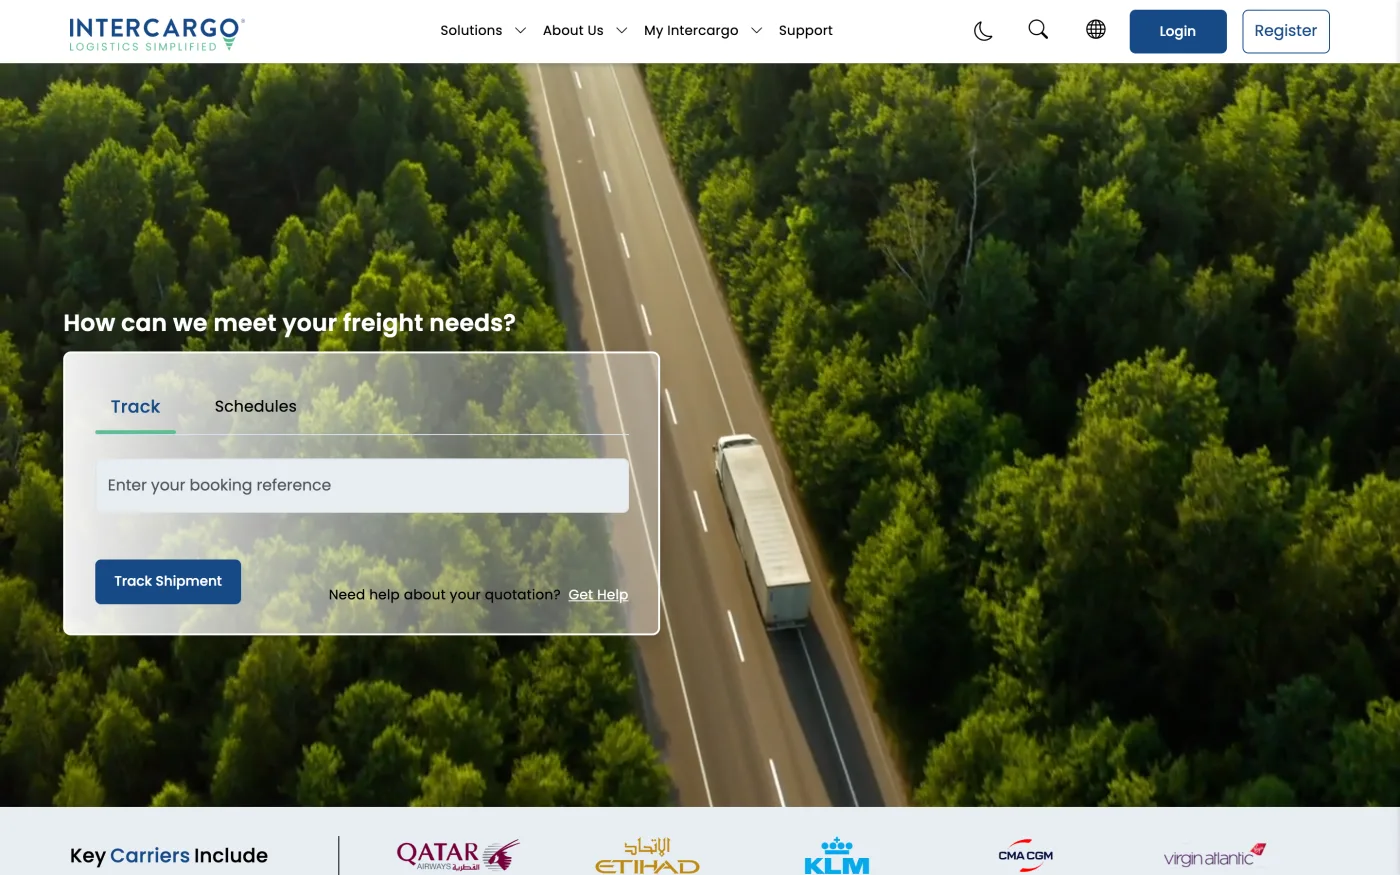 INTERCARGO
LOGISTICS SIMPLIFIED
Solutions
About Us
My Intercargo
Support
Login
Register
How can we meet your freight needs?
Track
Schedules
Enter your booking reference
Track Shipment
Need help about your quotation? Get Help
Key Carriers Include
QATAR
AIRWAYS القطرية
الإتحاد
ETIHAD
KLM
CMA CGM
virgin atlantic